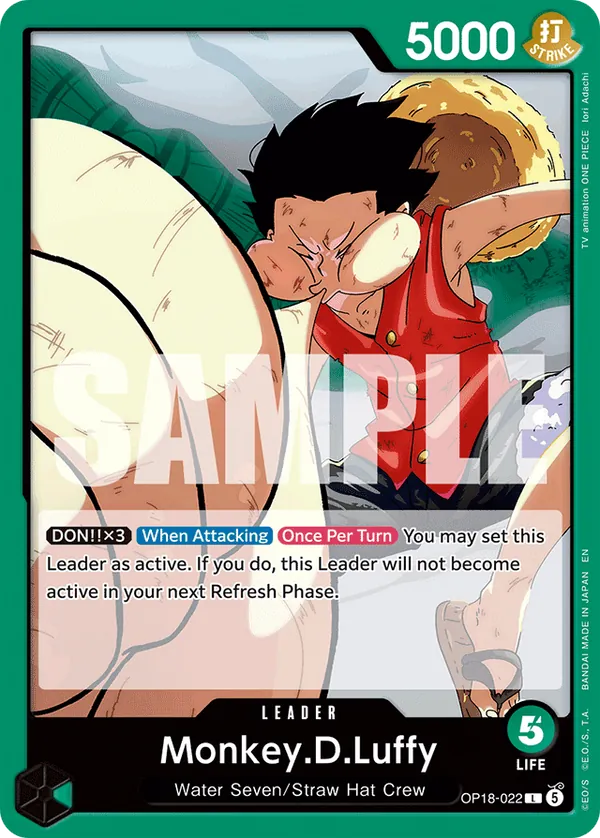 5000
打
STRIKE
TV animation ONE PIECE Iori Adachi
SAMPLE
DON!!×3 When Attacking Once Per Turn You may set this
Leader as active. If you do, this Leader will not become
active in your next Refresh Phase.
BANDAI MADE IN JAPAN EN
©E.O./S., T.A.
©EO/S
LEADER
5
LIFE
Monkey.D.Luffy
Water Seven/Straw Hat Crew
OP18-022 L 5